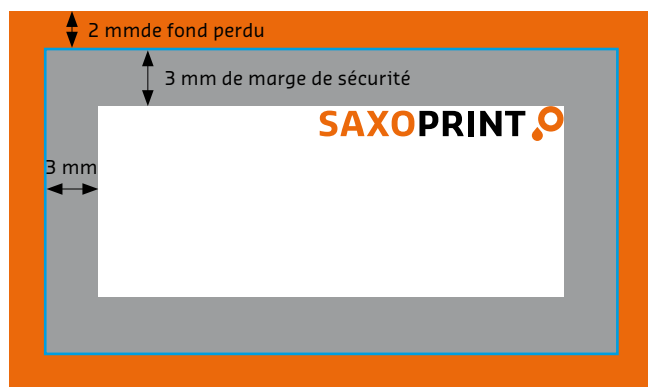 2 mmde fond perdu
3 mm de marge de sécurité
SAXOPRINT
3 mm